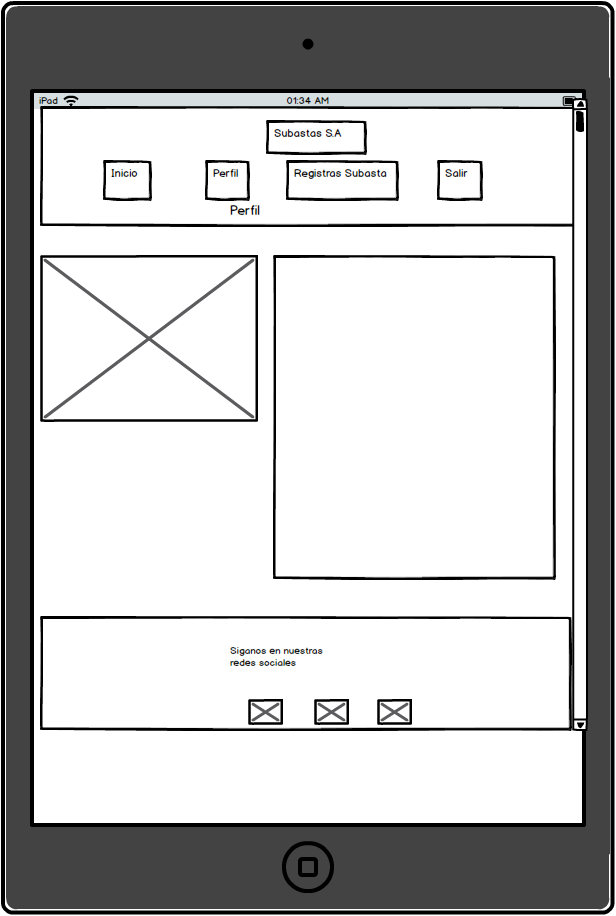 iPad 01:34 AM
Subastas S.A
Inicio Perfil Registras Subasta Salir
Perfil
Siganos en nuestras
redes sociales